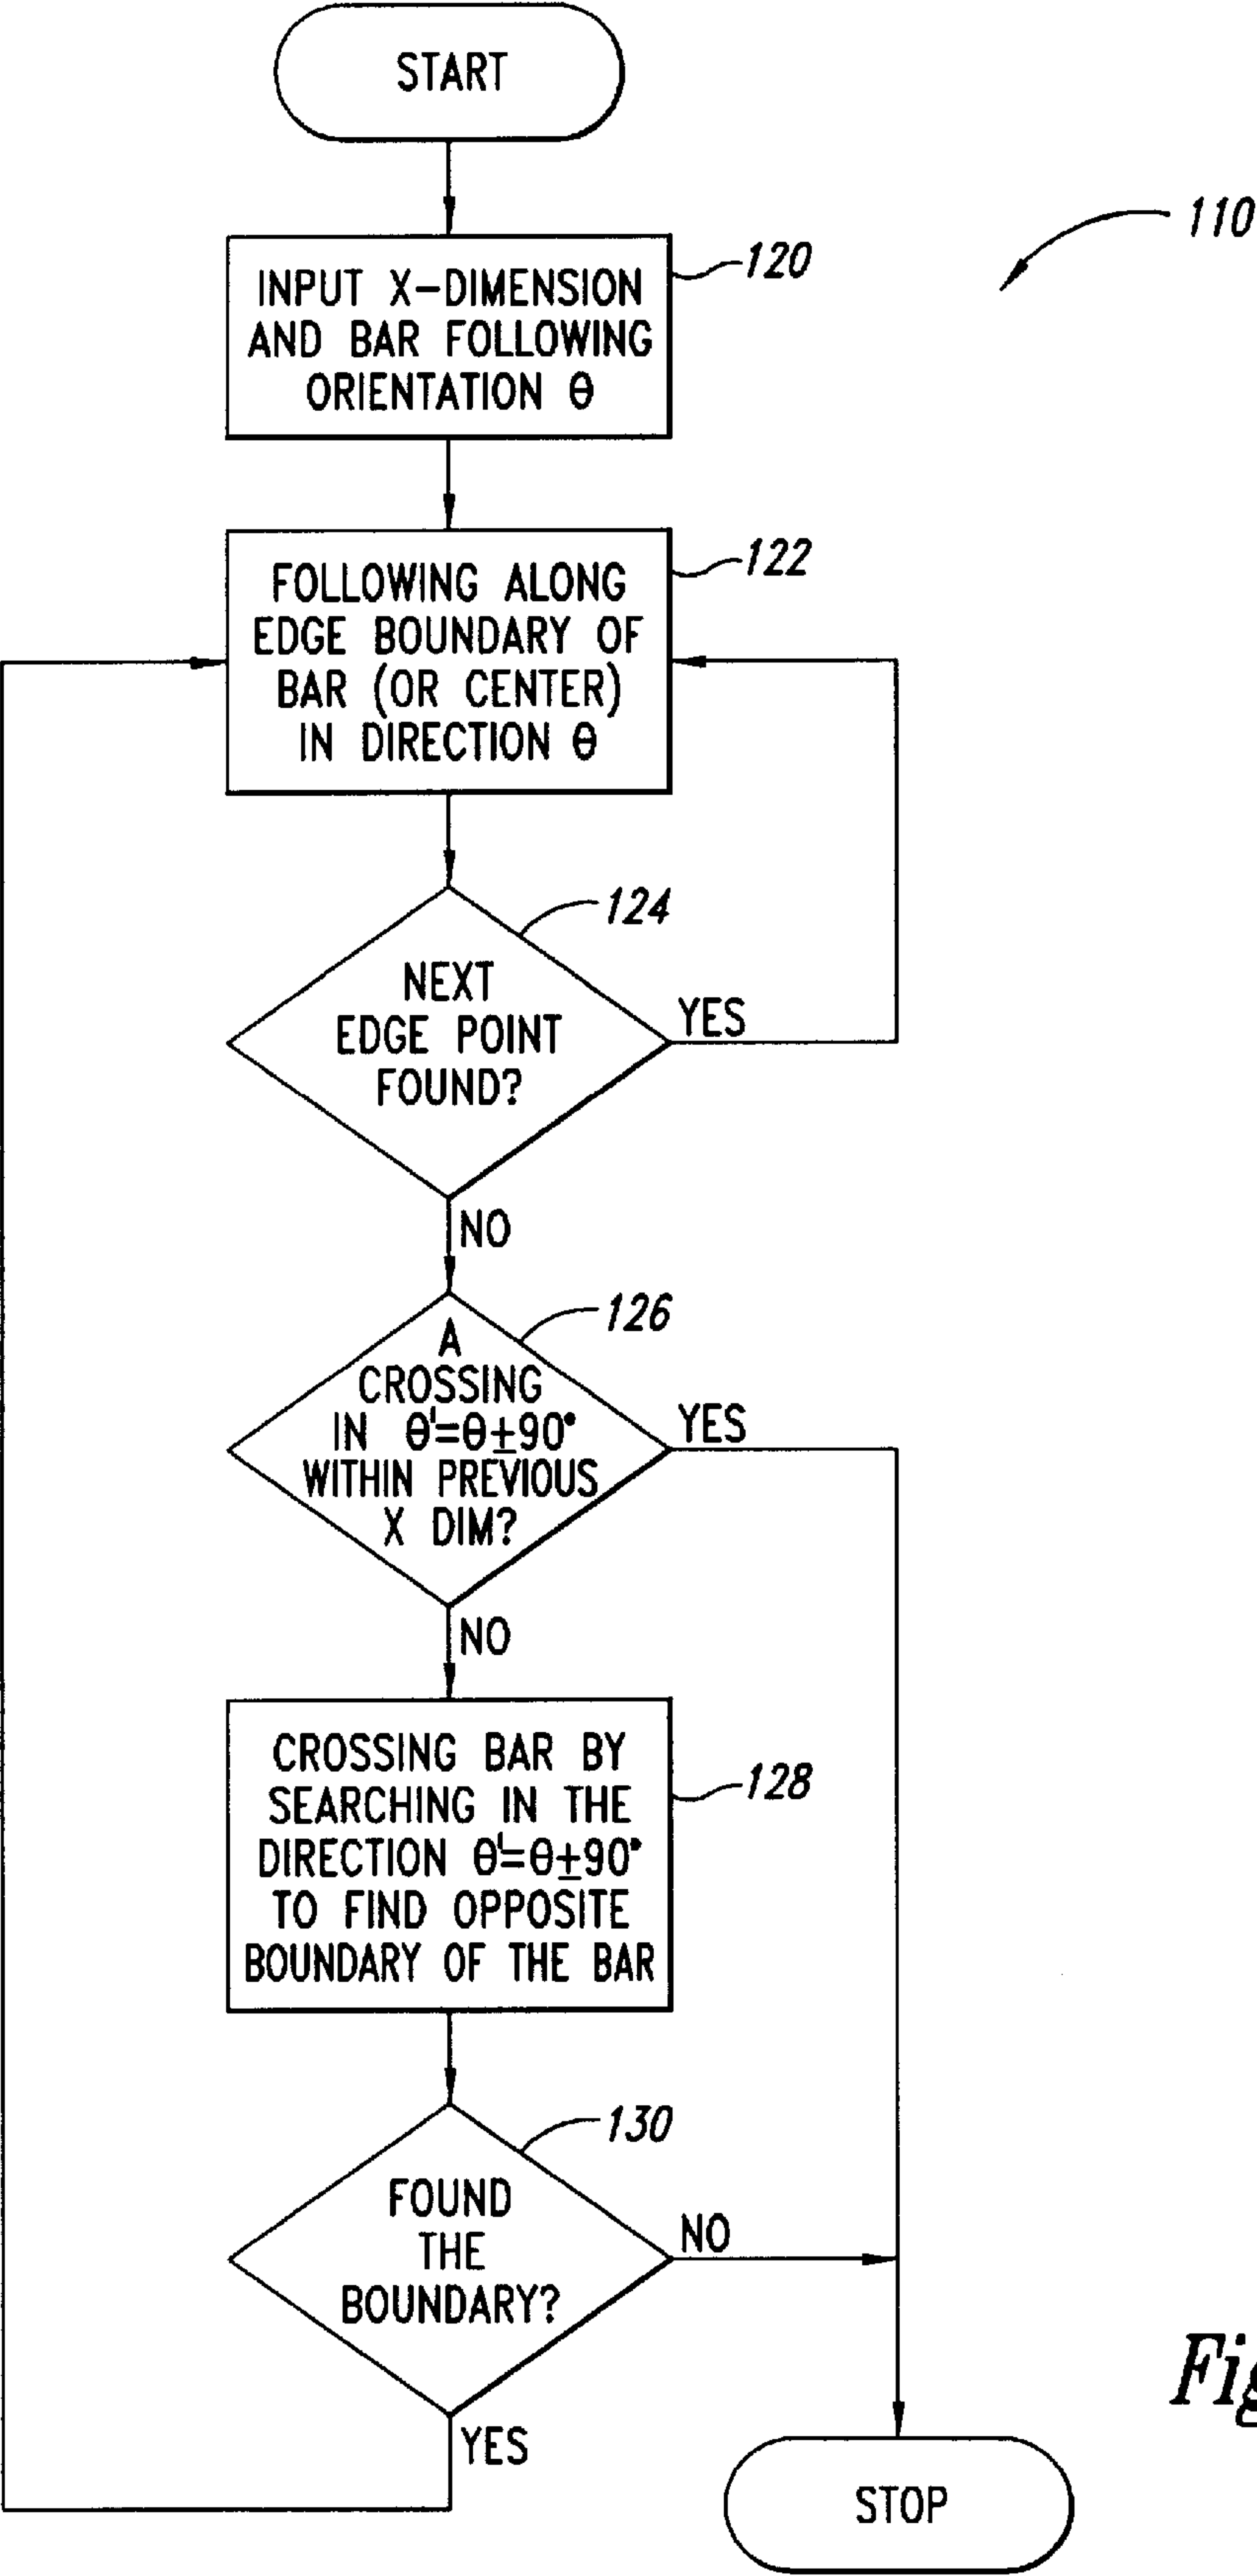 START
110
120
INPUT X-DIMENSION
AND BAR FOLLOWING
ORIENTATION θ
122
FOLLOWING ALONG
EDGE BOUNDARY OF
BAR (OR CENTER)
IN DIRECTION θ
124
NEXT
EDGE POINT
FOUND?
YES
NO
126
A
CROSSING
IN θ'=θ±90°
WITHIN PREVIOUS
X DIM?
YES
NO
128
CROSSING BAR BY
SEARCHING IN THE
DIRECTION θ'=θ±90°
TO FIND OPPOSITE
BOUNDARY OF THE BAR
130
FOUND
THE
BOUNDARY?
NO
YES
STOP